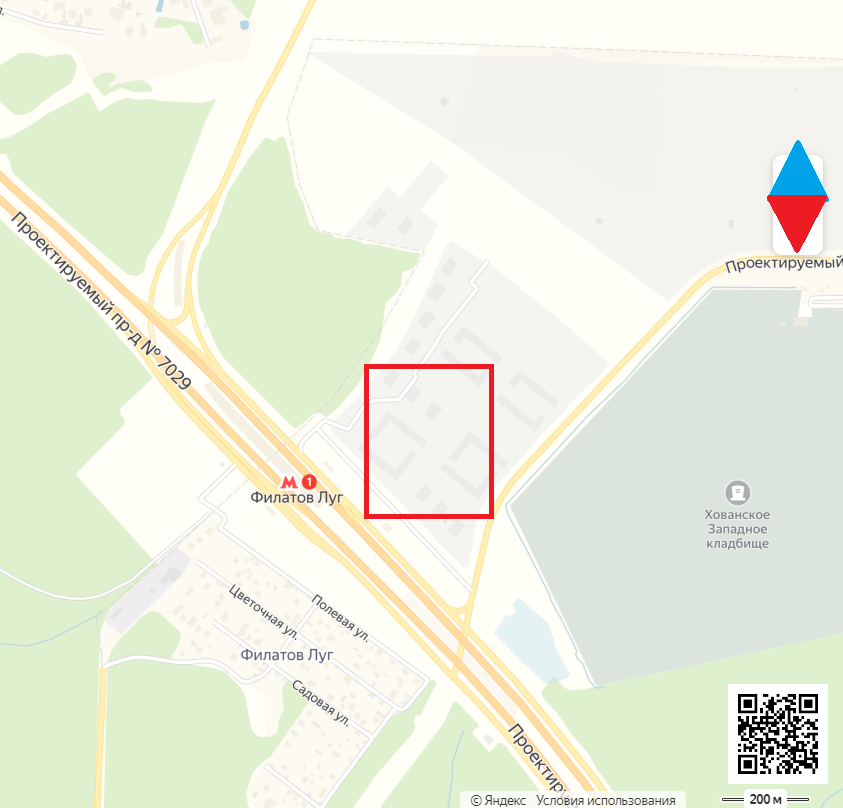 Проектируемый пр-д № 7029
Проектируемый
М 1
Филатов Луг
Хованское
Западное
кладбище
Цветочная ул.
Полевая ул.
Филатов Луг
Садовая ул.
© Яндекс Условия использования
200 м